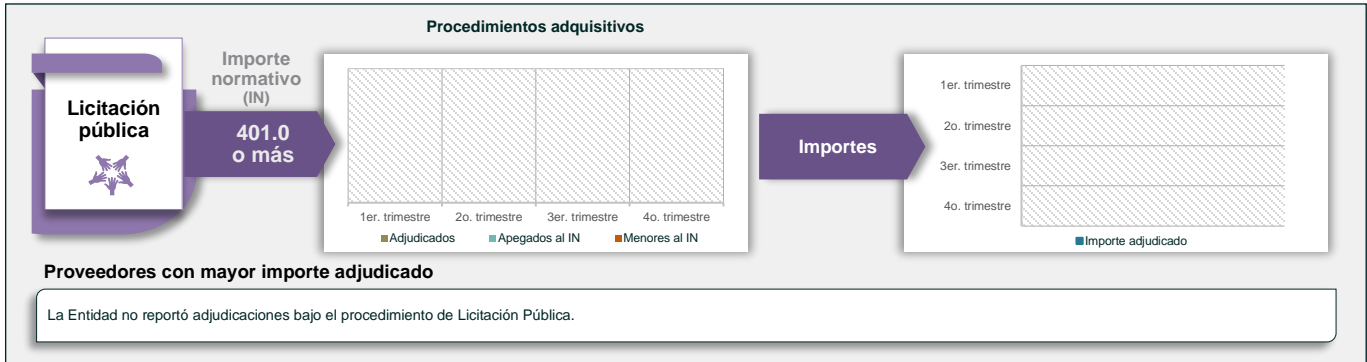 Procedimientos adquisitivos
Licitación
pública
Importe
normativo
(IN)
401.0
o más
1er. trimestre
2o. trimestre
3er. trimestre
4o. trimestre
Adjudicados
Apegados al IN
Menores al IN
Importes
1er. trimestre
2o. trimestre
3er. trimestre
4o. trimestre
Importe adjudicado
Proveedores con mayor importe adjudicado
La Entidad no reportó adjudicaciones bajo el procedimiento de Licitación Pública.